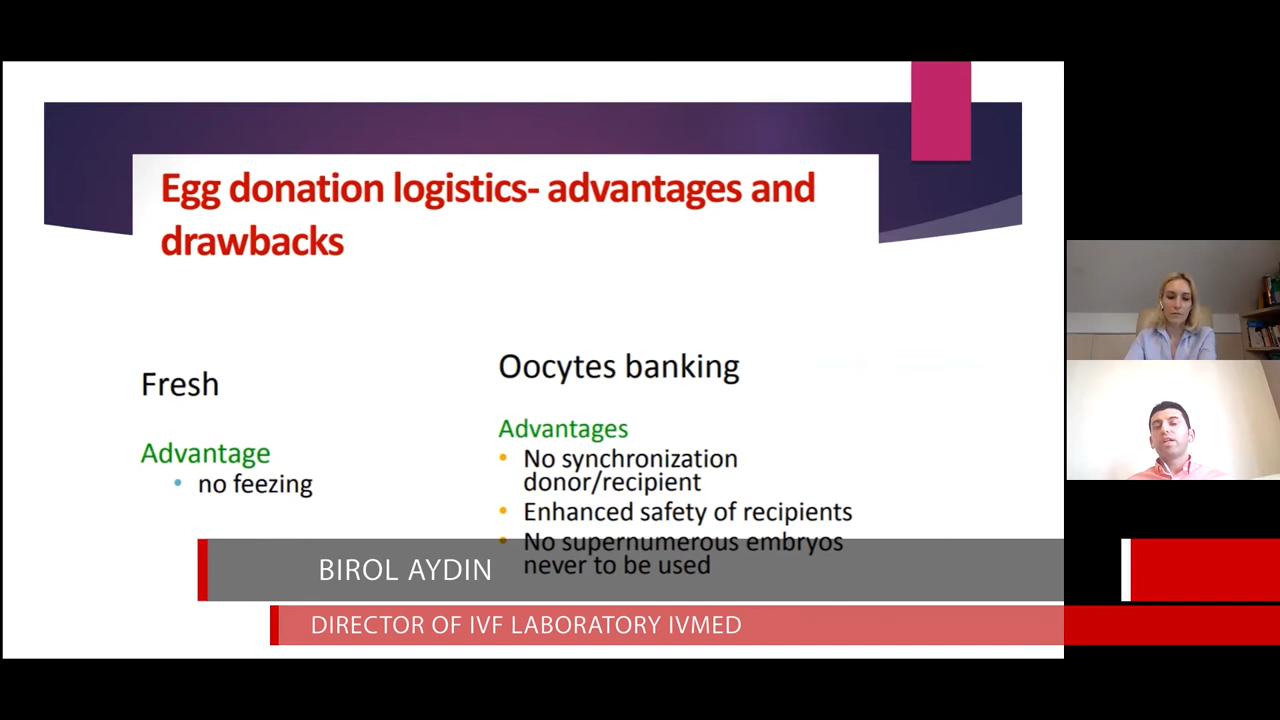 Egg donation logistics- advantages and
drawbacks
Fresh
Advantage
• no feezing
Oocytes banking
Advantages
• No synchronization
donor/recipient
• Enhanced safety of recipients
• No supernumerous embryos
never to be used
BIROL AYDIN
DIRECTOR OF IVF LABORATORY IVMED